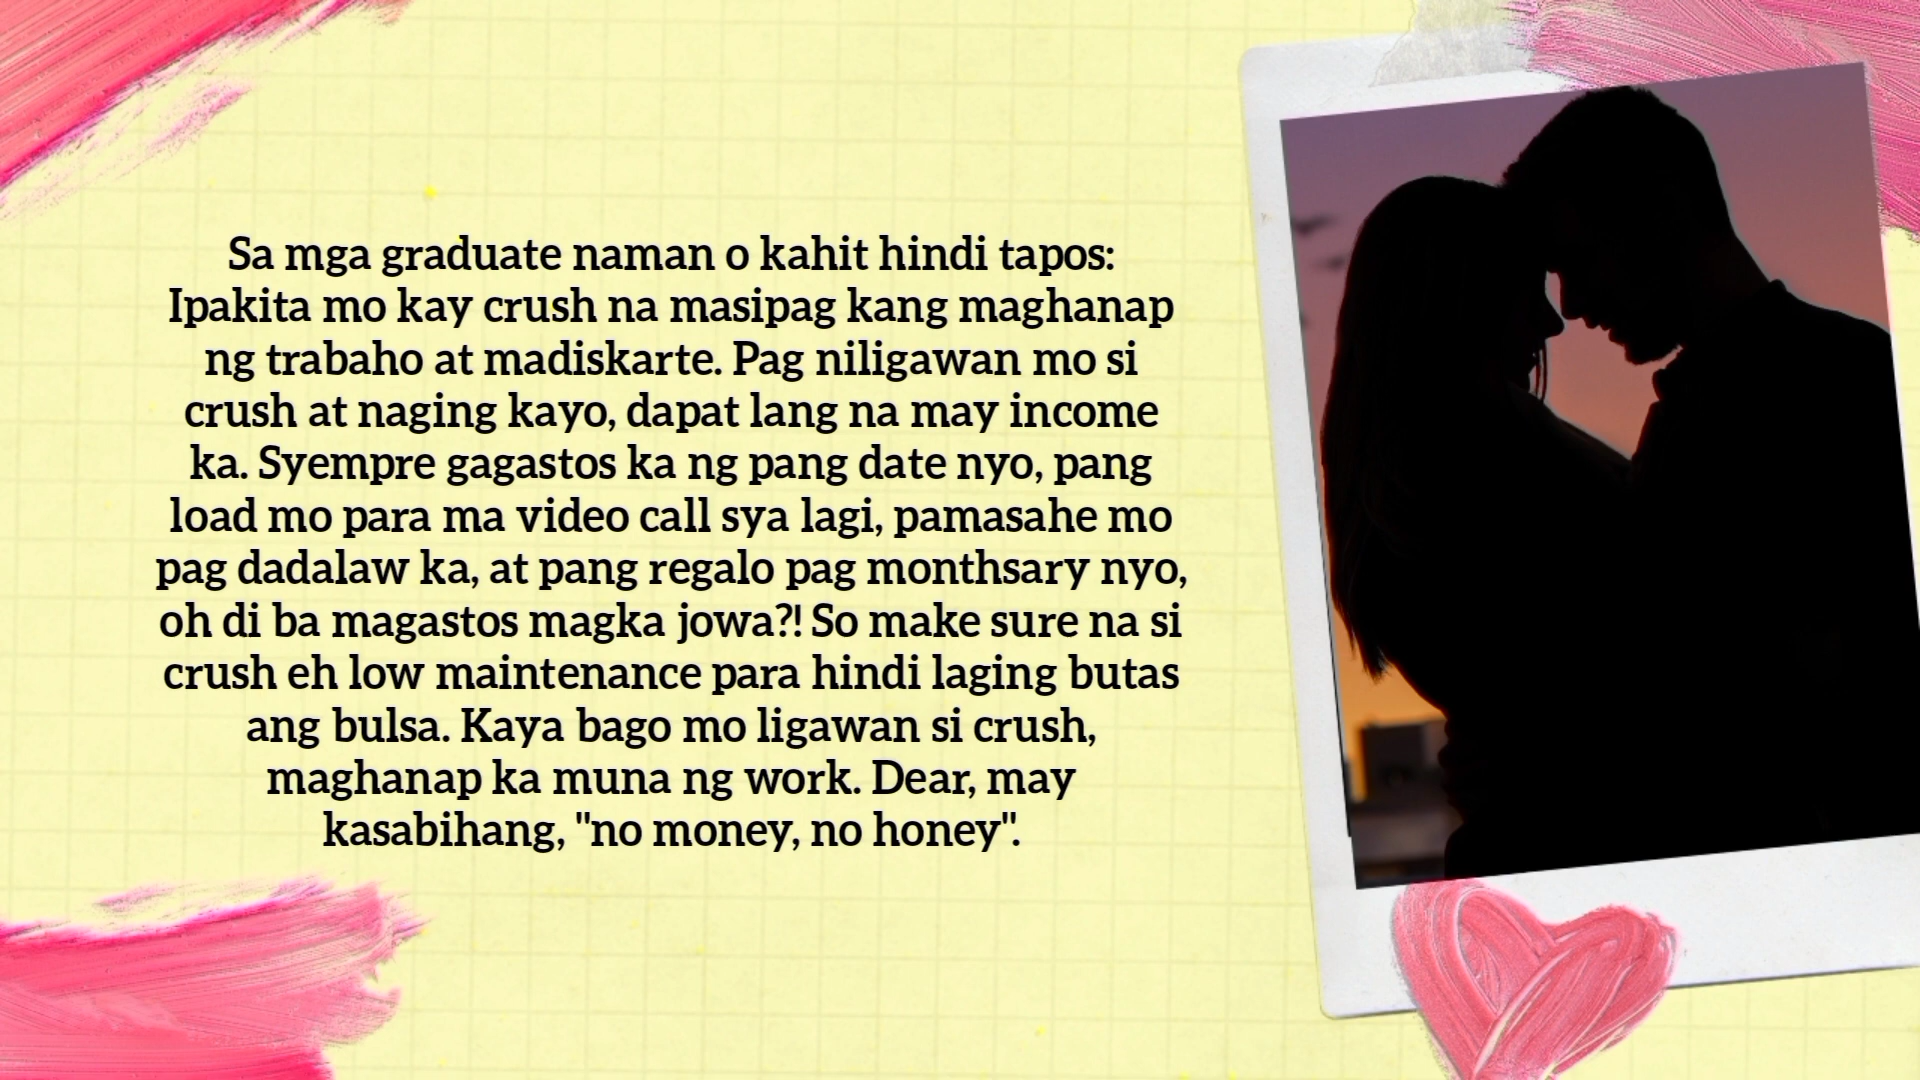 Sa mga graduate naman o kahit hindi tapos:
Ipakita mo kay crush na masipag kang maghanap
ng trabaho at madiskarte. Pag niligawan mo si
crush at naging kayo, dapat lang na may income
ka. Syempre gagastos ka ng pang date nyo, pang
load mo para ma video call sya lagi, pamasahe mo
pag dadalaw ka, at pang regalo pag monthsary nyo,
oh di ba magastos magka jowa?! So make sure na si
crush eh low maintenance para hindi laging butas
ang bulsa. Kaya bago mo ligawan si crush,
maghanap ka muna ng work. Dear, may
kasabihang, "no money, no honey".